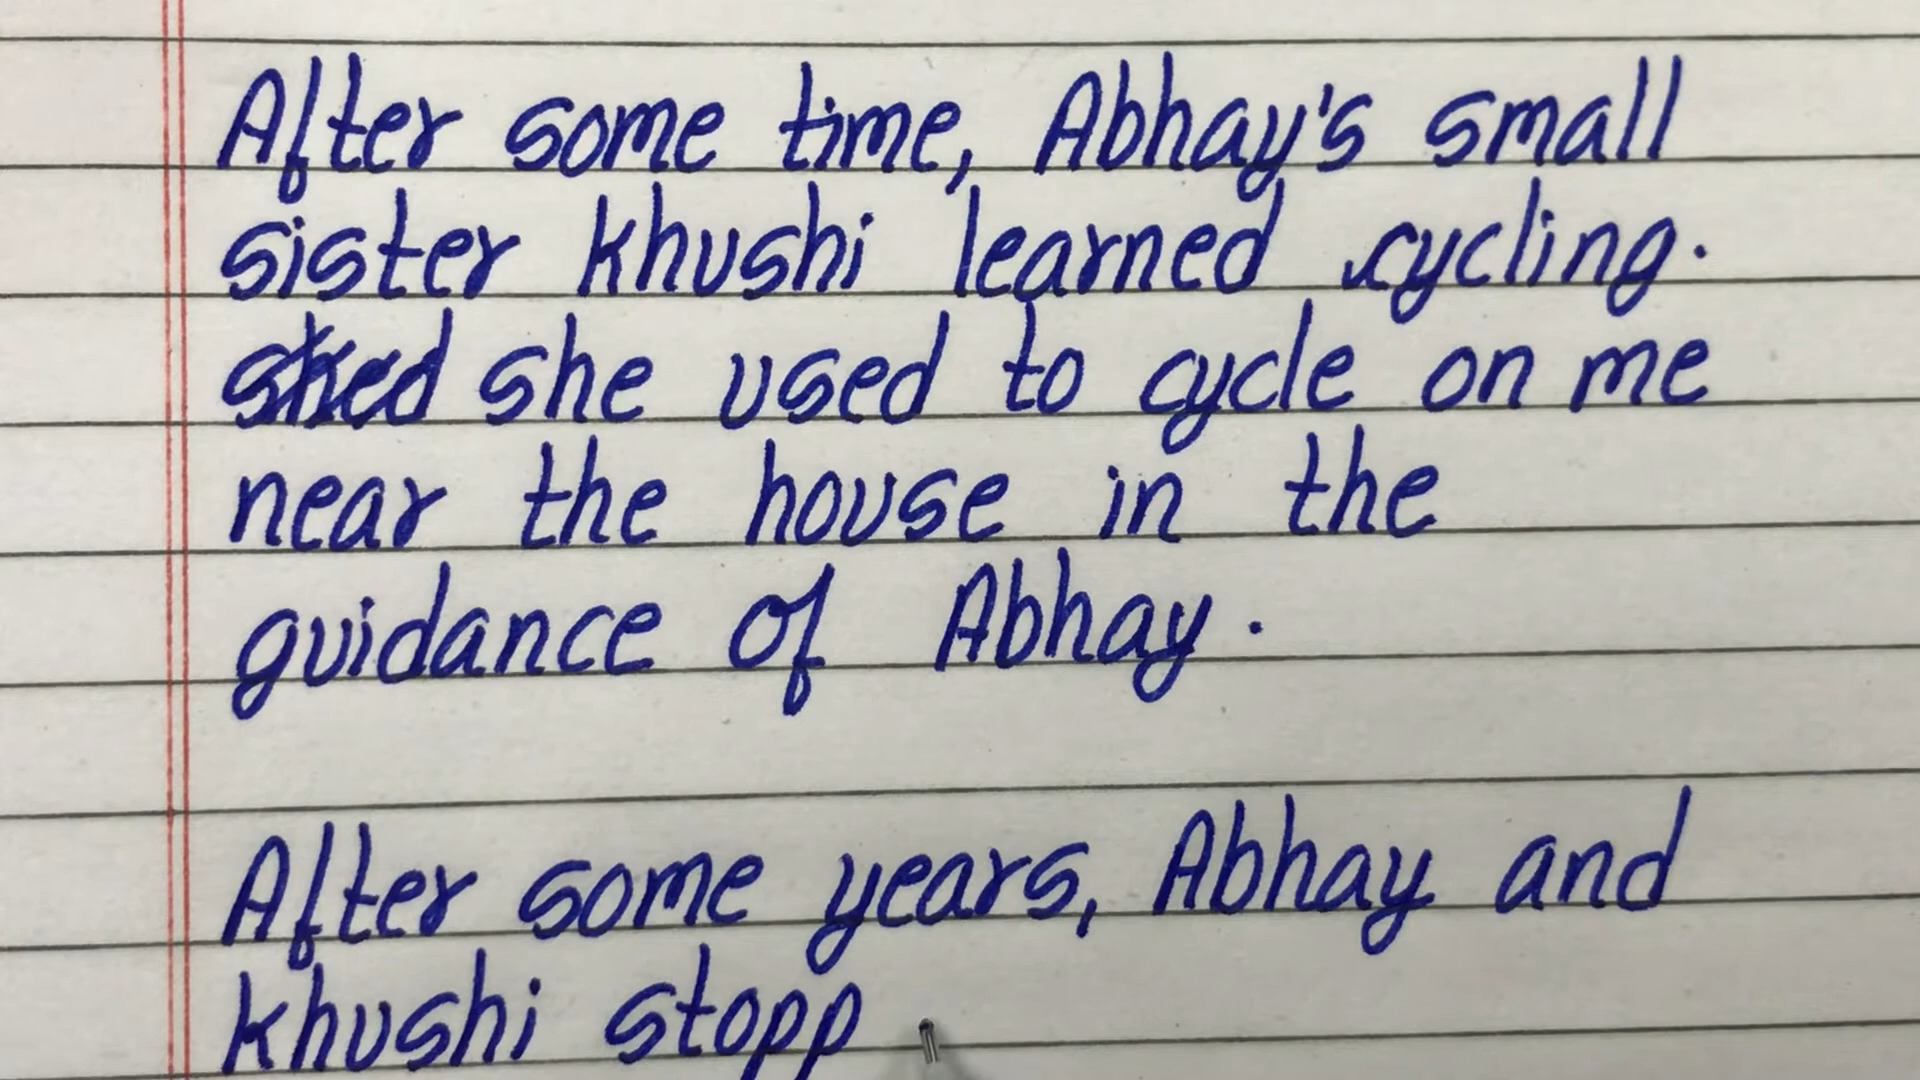 After some time, Abhay's small
sister khushi learned cycling.
she used to cycle on me
near the house in the
guidance of Abhay.
After some years, Abhay and
khushi stopp